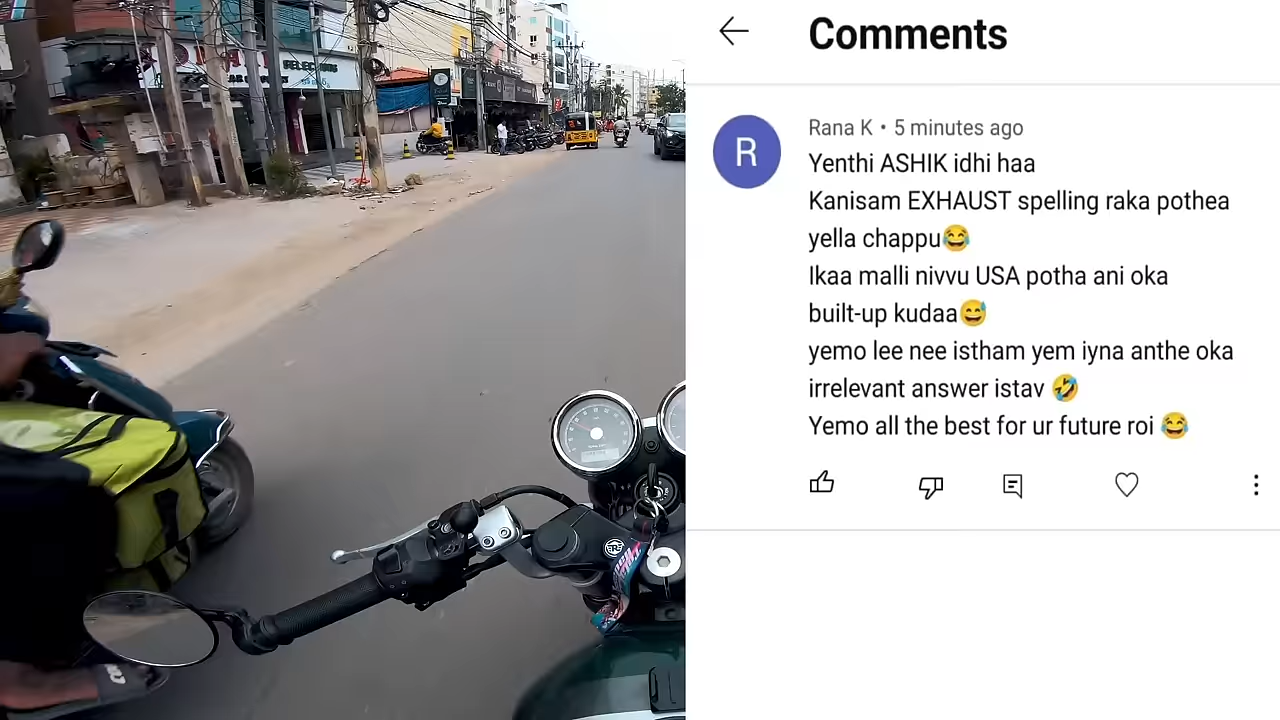 Comments
Rana K • 5 minutes ago
Yenthi ASHIK idhi haa
Kanisam EXHAUST spelling raka pothea
yella chappu😂
Ikaa malli nivvu USA potha ani oka
built-up kudaa😅
yemo lee nee istham yem iyna anthe oka
irrelevant answer istav 🤣
Yemo all the best for ur future roi 😂
R